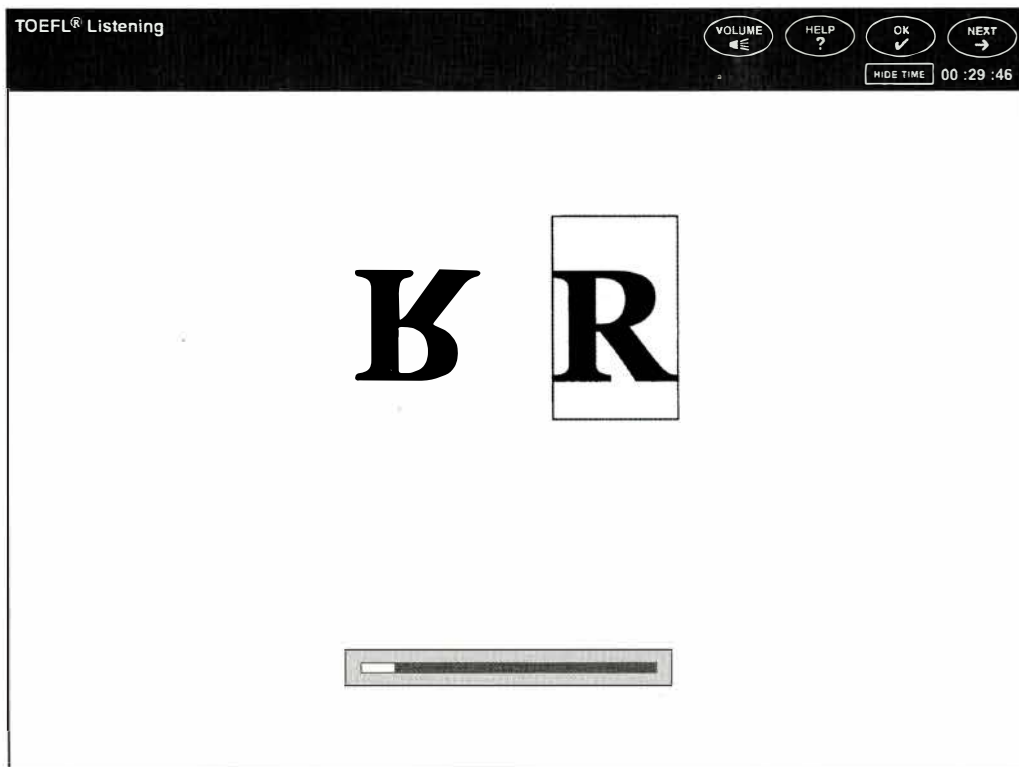 TOEFL® Listening
VOLUME
HELP
?
OK
NEXT
HIDE TIME 00 :29 :46
R R